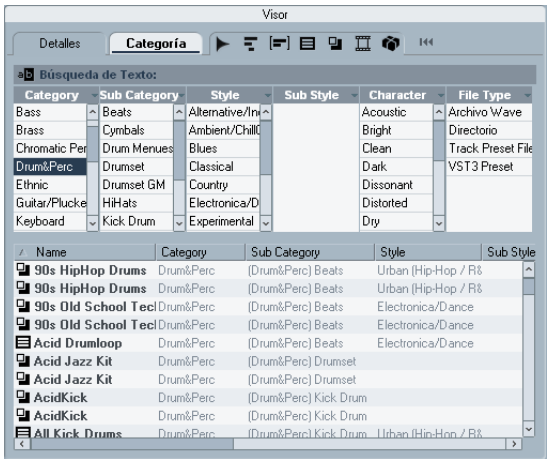 Visor
Detalles Categoría
Búsqueda de Texto:
Category Sub Category Style Sub Style Character File Type
Bass Beats Alternative/In Acoustic Archivo Wave
Brass Cymbals Ambient/Chill Bright Directorio
Chromatic Per Drum Menues Blues Clean Track Preset File
Drum&Perc Drumset Classical Dark VST3 Preset
Ethnic Drumset GM Country Dissonant
Guitar/Plucke HiHats Electronica/D Distorted
Keyboard Kick Drum Experimental Dry
Name Category Sub Category Style Sub Style
90s HipHop Drums Drum&Perc (Drum&Perc) Beats Urban (Hip-Hop / R&
90s HipHop Drums Drum&Perc (Drum&Perc) Beats Urban (Hip-Hop / R&
90s Old School Tecl Drum&Perc (Drum&Perc) Beats Electronica/Dance
90s Old School Tecl Drum&Perc (Drum&Perc) Beats Electronica/Dance
Acid Drumloop Drum&Perc (Drum&Perc) Beats Electronica/Dance
Acid Jazz Kit Drum&Perc (Drum&Perc) Drumset
Acid Jazz Kit Drum&Perc (Drum&Perc) Drumset
AcidKick Drum&Perc (Drum&Perc) Kick Drum
AcidKick Drum&Perc (Drum&Perc) Kick Drum
All Kick Drums Drum&Perc (Drum&Perc) Kick Drum Urban (Hip-Hop / R&